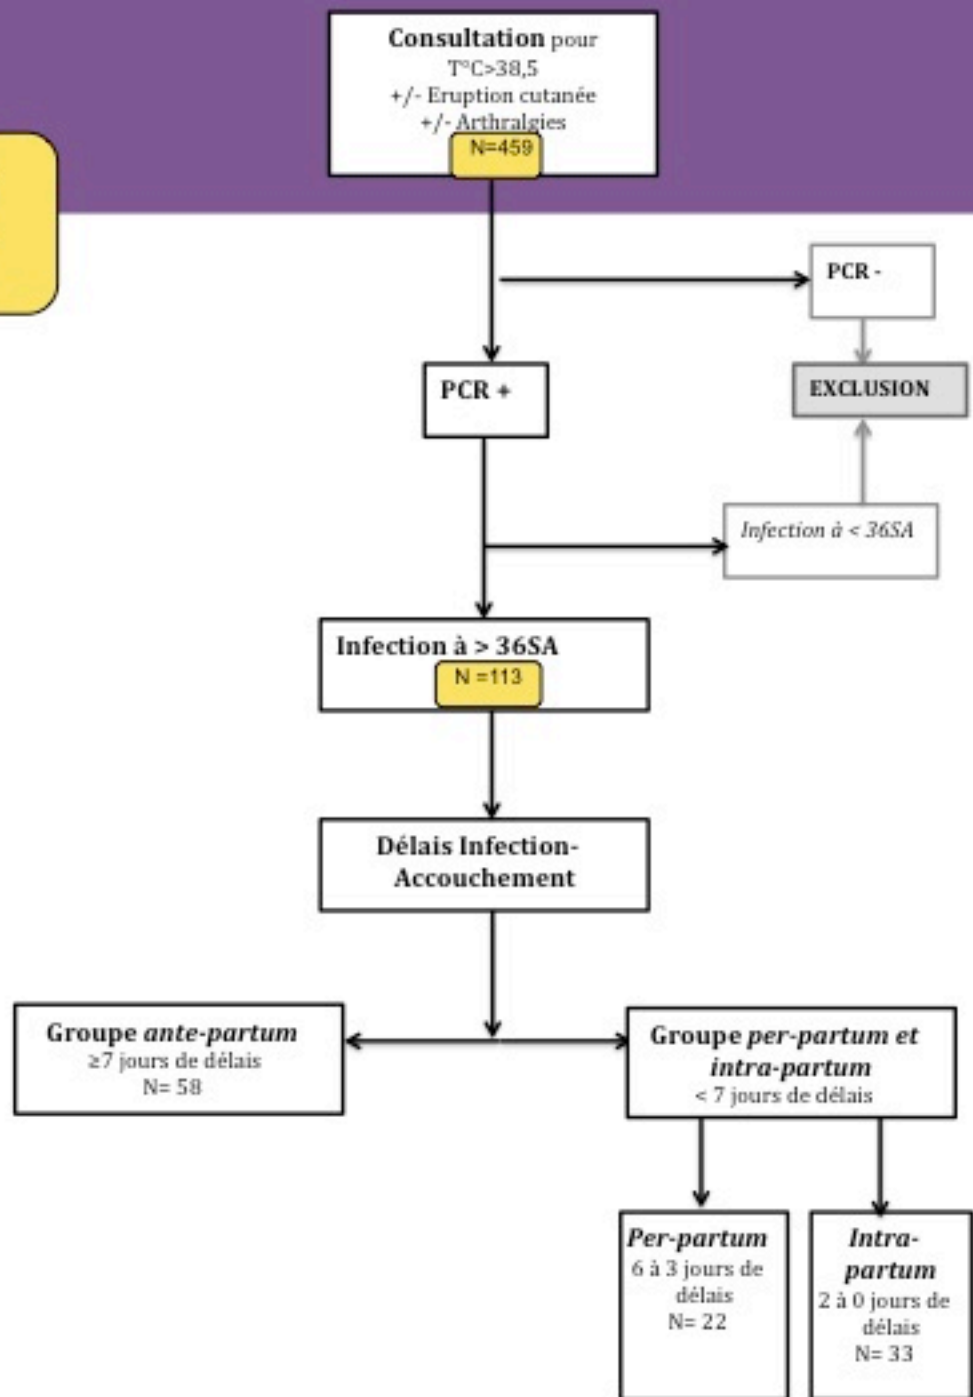 Consultation pour
T°C>38,5
+/- Eruption cutanée
+/- Arthralgies
N=459
PCR -
PCR +
EXCLUSION
Infection à < 36SA
Infection à > 36SA
N =113
Délais Infection-
Accouchement
Groupe ante-partum
≥7 jours de délais
N= 58
Groupe per-partum et
intra-partum
< 7 jours de délais
Per-partum
6 à 3 jours de
délais
N= 22
Intra-
partum
2 à 0 jours de
délais
N= 33